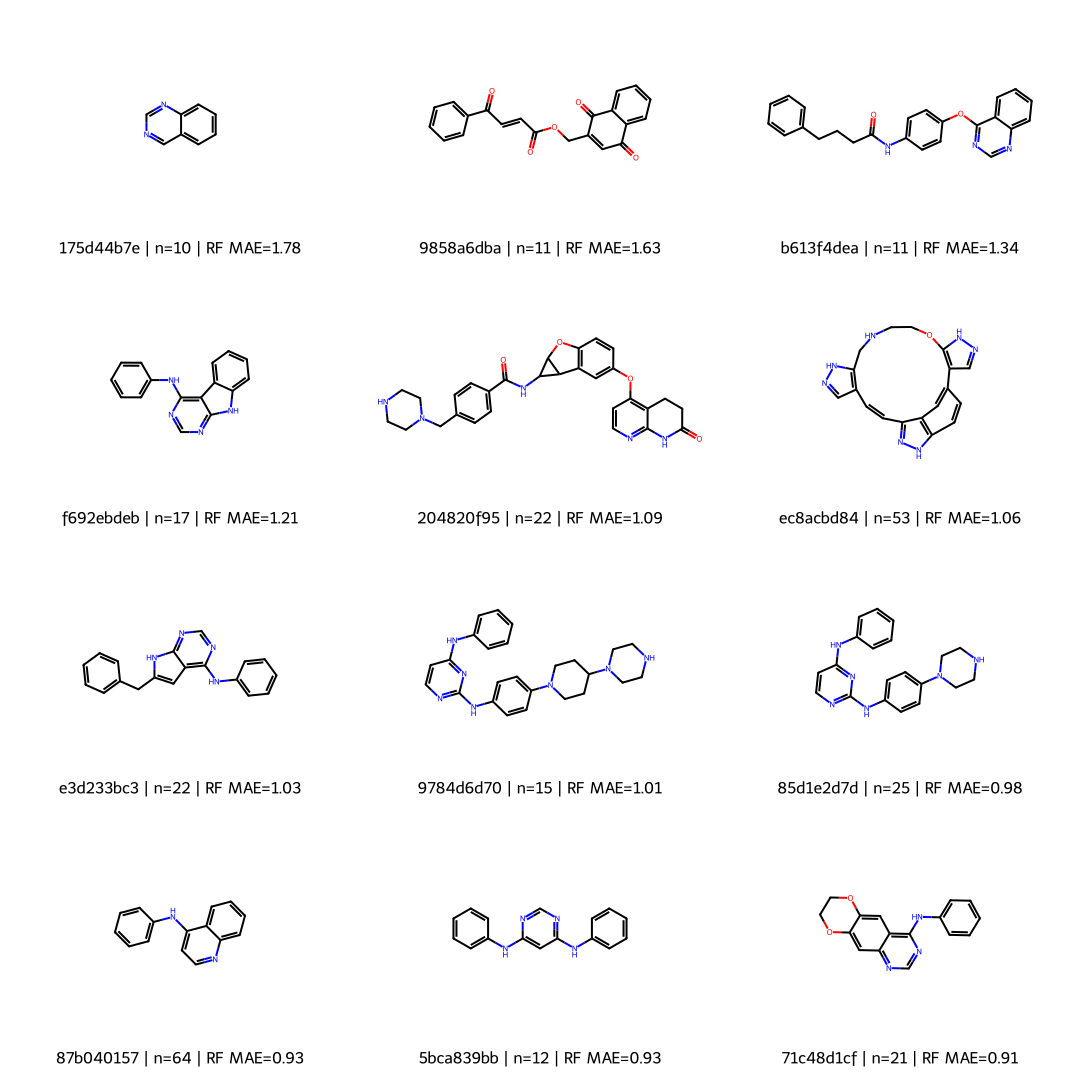 175d44b7e | n=10 | RF MAE=1.78
9858a6dba | n=11 | RF MAE=1.63
b613f4dea | n=11 | RF MAE=1.34
f692ebdeb | n=17 | RF MAE=1.21
204820f95 | n=22 | RF MAE=1.09
ec8acbd84 | n=53 | RF MAE=1.06
e3d233bc3 | n=22 | RF MAE=1.03
9784d6d70 | n=15 | RF MAE=1.01
85d1e2d7d | n=25 | RF MAE=0.98
87b040157 | n=64 | RF MAE=0.93
5bca839bb | n=12 | RF MAE=0.93
71c48d1cf | n=21 | RF MAE=0.91